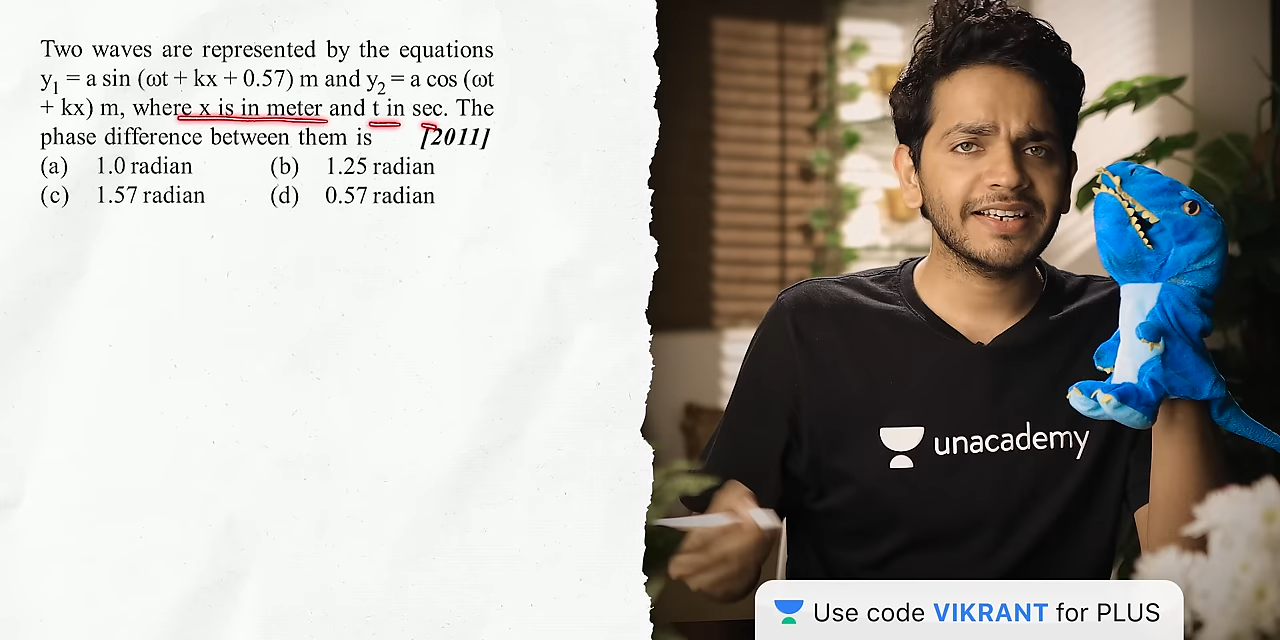 Two waves are represented by the equations
y₁ = a sin (ωt + kx + 0.57) m and y₂ = a cos (ωt
+ kx) m, where x is in meter and t in sec. The
phase difference between them is [2011]
(a) 1.0 radian (b) 1.25 radian
(c) 1.57 radian (d) 0.57 radian
unacademy
Use code VIKRANT for PLUS